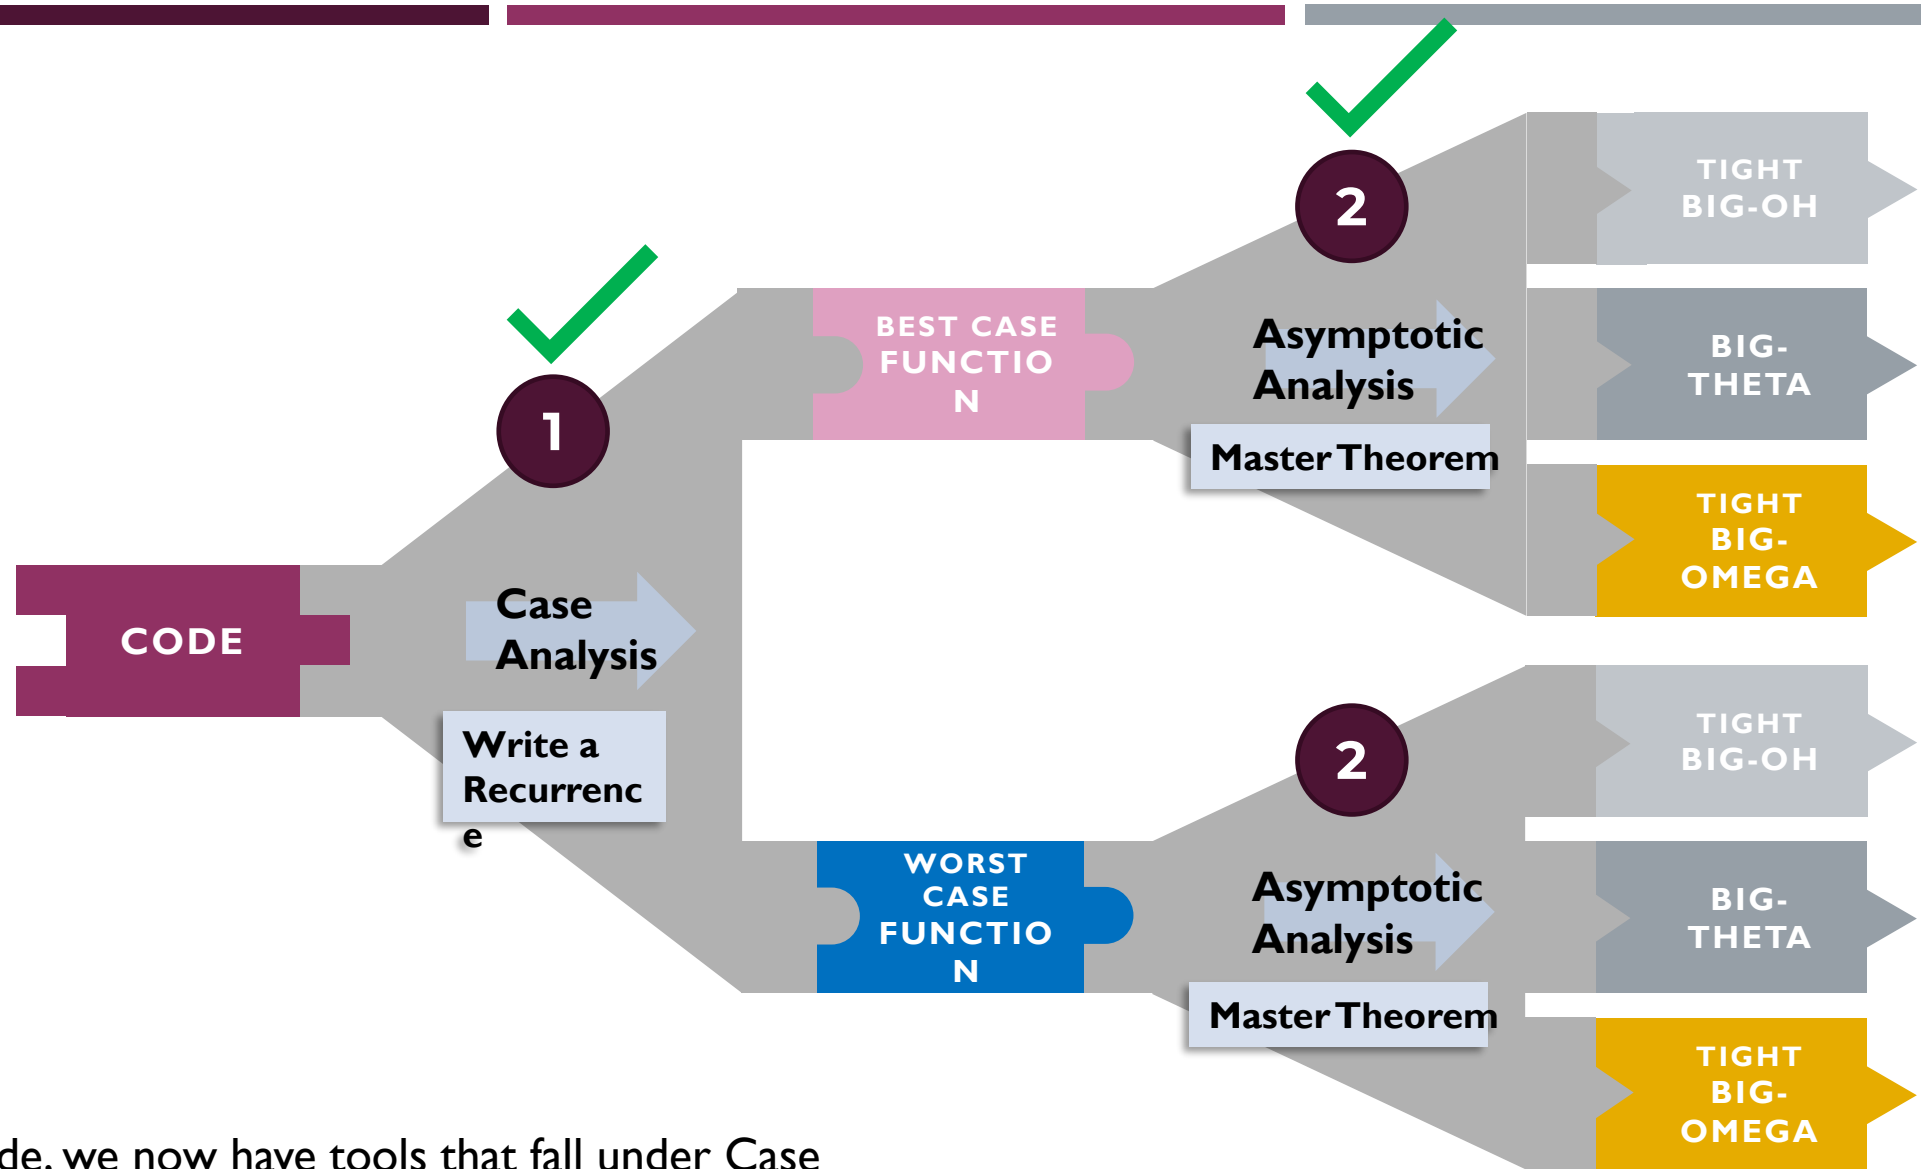 2
TIGHT
BIG-OH
1
BEST CASE
FUNCTIO
N
Asymptotic
Analysis
BIG-
THETA
Master Theorem
TIGHT
BIG-
OMEGA
CODE
Case
Analysis
Write a
Recurrenc
e
2
TIGHT
BIG-OH
WORST
CASE
FUNCTIO
N
Asymptotic
Analysis
BIG-
THETA
Master Theorem
TIGHT
BIG-
OMEGA
de, we now have tools that fall under Case